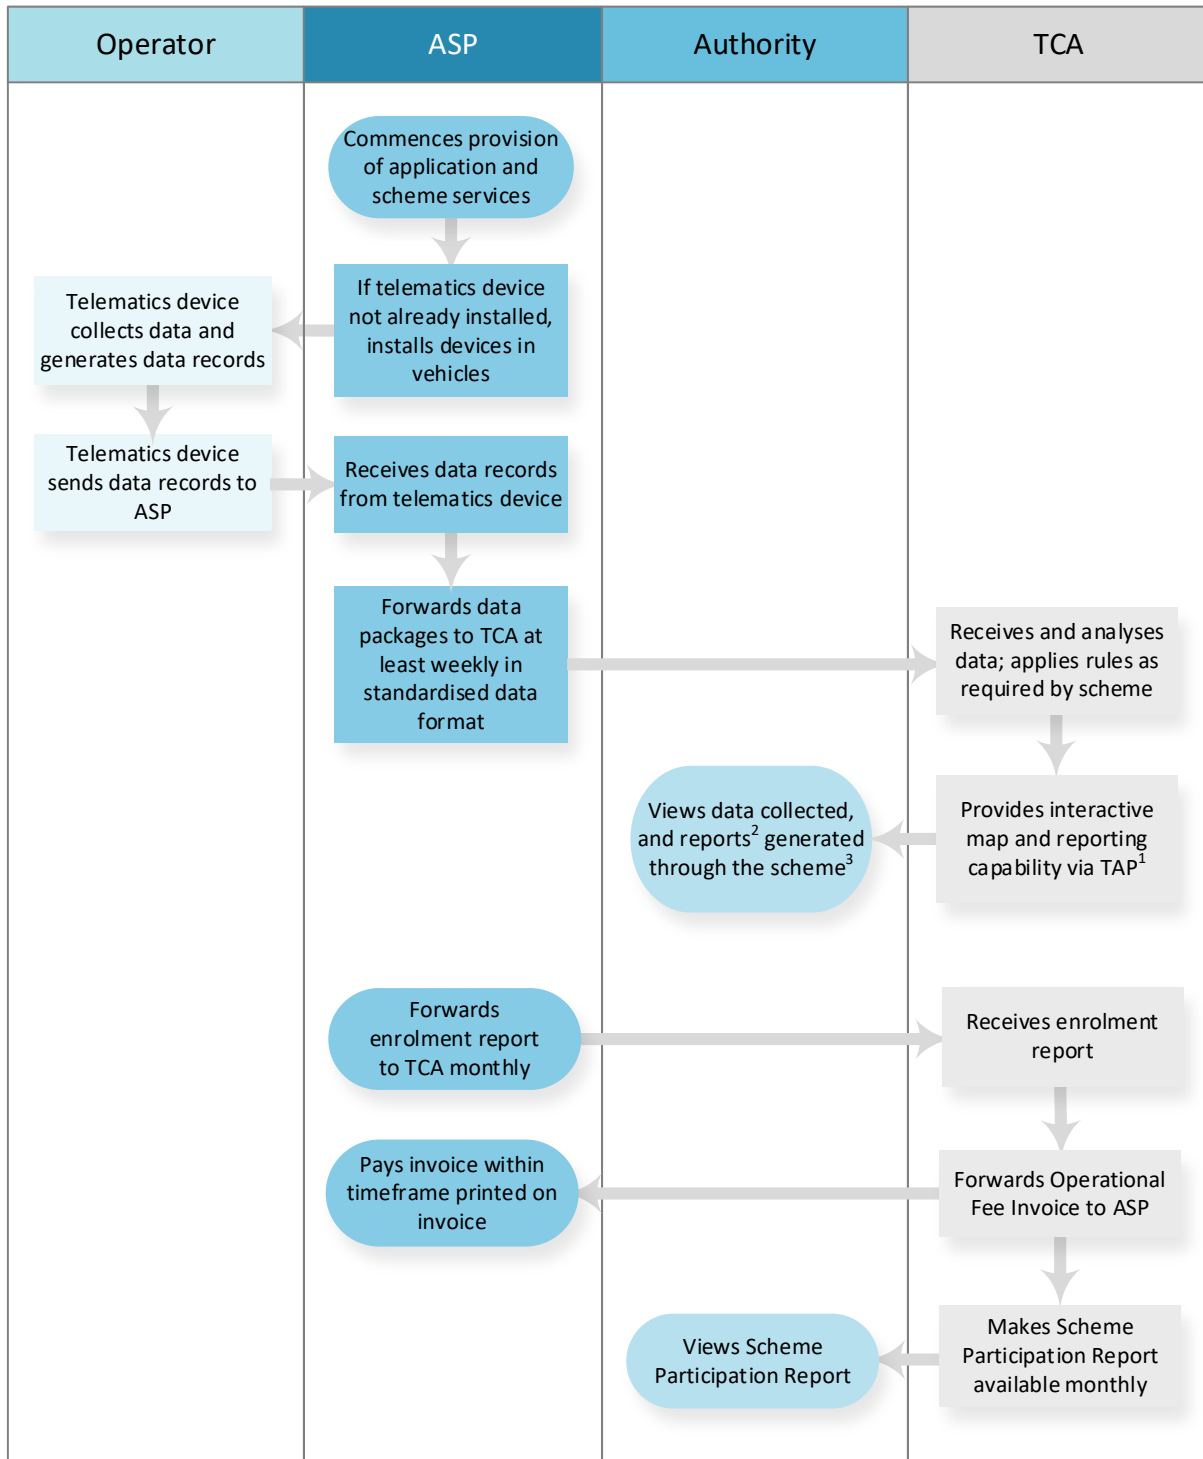 Operator
ASP
Authority
TCA
Commences provision
of application and
scheme services
If telematics device
not already installed,
installs devices in
vehicles
Telematics device
collects data and
generates data records
Telematics device
sends data records to
ASP
Receives data records
from telematics device
Forwards data
packages to TCA at
least weekly in
standardised data
format
Receives and analyses
data; applies rules as
required by scheme
Provides interactive
map and reporting
capability via TAP¹
Views data collected,
and reports² generated
through the scheme³
Forwards
enrolment report
to TCA monthly
Receives enrolment
report
Forwards Operational
Fee Invoice to ASP
Pays invoice within
timeframe printed on
invoice
Makes Scheme
Participation Report
available monthly
Views Scheme
Participation Report